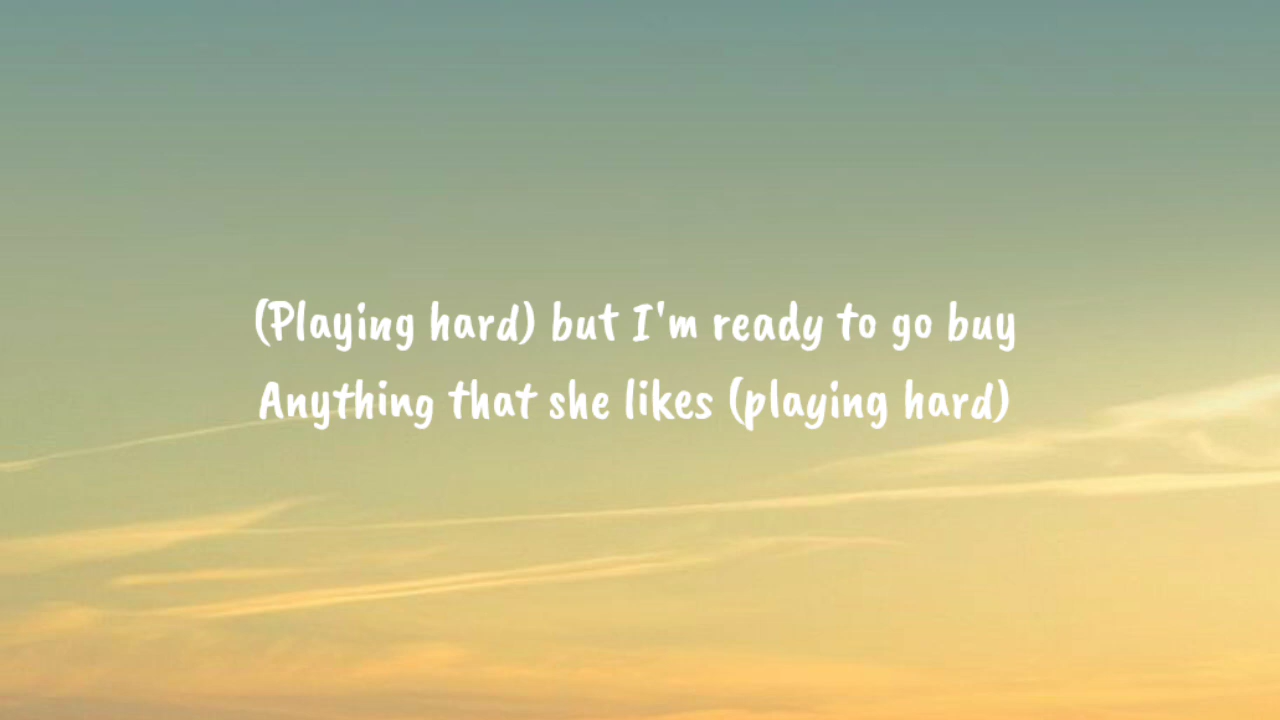 (Playing hard) but I'm ready to go buy
Anything that she likes (playing hard)